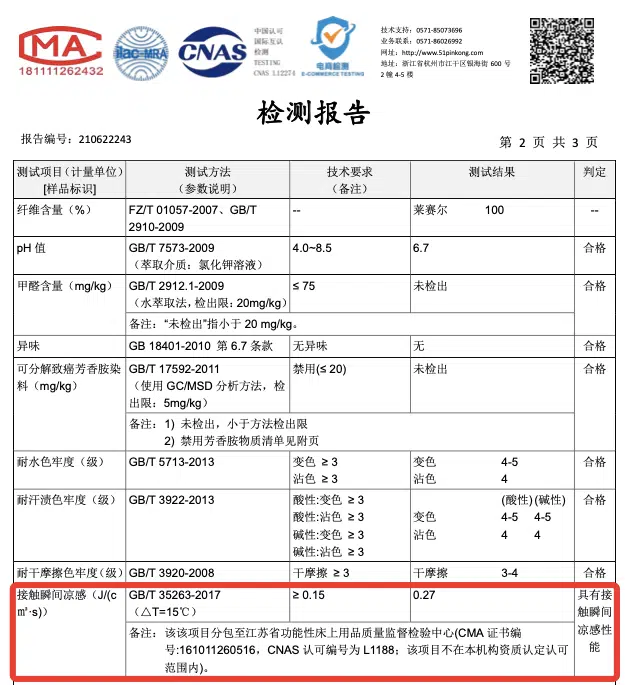 MA
181111262432
ilac-MRA
CNAS
中国认可
国际互认
检测
TESTING
CNAS L12274
电商检测
E-COMMERCE TESTING
技术支持：0571-85073696
业务联系：0571-86026992
网址：http://www.51pinkong.com
地址：浙江省杭州市江干区银海街 600 号
2 幢 4-5 楼
检测报告
报告编号：210622243
第 2 页 共 3 页
测试项目（计量单位） 测试方法 技术要求 测试结果 判定
[样品标识] （参数说明） （备注）
纤维含量（%） FZ/T 01057-2007、GB/T -- 莱赛尔 100 --
2910-2009
pH 值 GB/T 7573-2009 4.0~8.5 6.7 合格
（萃取介质：氯化钾溶液）
甲醛含量（mg/kg） GB/T 2912.1-2009 ≤ 75 未检出 合格
（水萃取法，检出限：20mg/kg）
备注：“未检出”指小于 20 mg/kg。
异味 GB 18401-2010 第 6.7 条款 无异味 无 合格
可分解致癌芳香胺染 GB/T 17592-2011 禁用(≤ 20) 未检出 合格
料（mg/kg） （使用 GC/MSD 分析方法，检
出限：5mg/kg）
备注：1) 未检出，小于方法检出限
2) 禁用芳香胺物质清单见附页
耐水色牢度（级） GB/T 5713-2013 变色 ≥ 3 变色 4-5 合格
沾色 ≥ 3 沾色 4
耐汗渍色牢度（级） GB/T 3922-2013 酸性:变色 ≥ 3 (酸性) (碱性) 合格
酸性:沾色 ≥ 3 变色 4-5 4-5
碱性:变色 ≥ 3 沾色 4 4
碱性:沾色 ≥ 3
耐干摩擦色牢度（级） GB/T 3920-2008 干摩擦 ≥ 3 干摩擦 3-4 合格
接触瞬间凉感（J/(c GB/T 35263-2017 ≥ 0.15 0.27 具有接
㎡·s)） （△T=15℃） 触瞬间
备注：该该项目分包至江苏省功能性床上用品质量监督检验中心(CMA 证书编 凉感性
号:161011260516，CNAS 认可编号为 L1188；该项目不在本机构资质认定认可 能
范围内)。